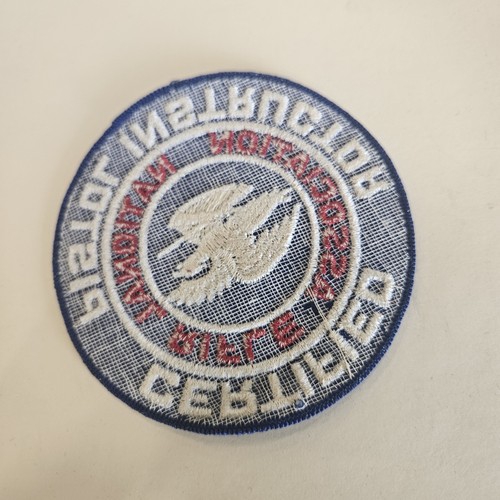 CERTIFIED
PISTOL INSTRUCTOR
NATIONAL RIFLE ASSOCIATION